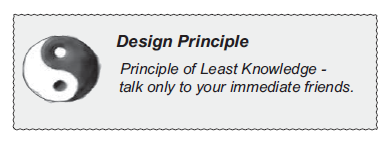 Design Principle
Principle of Least Knowledge -
talk only to your immediate friends.